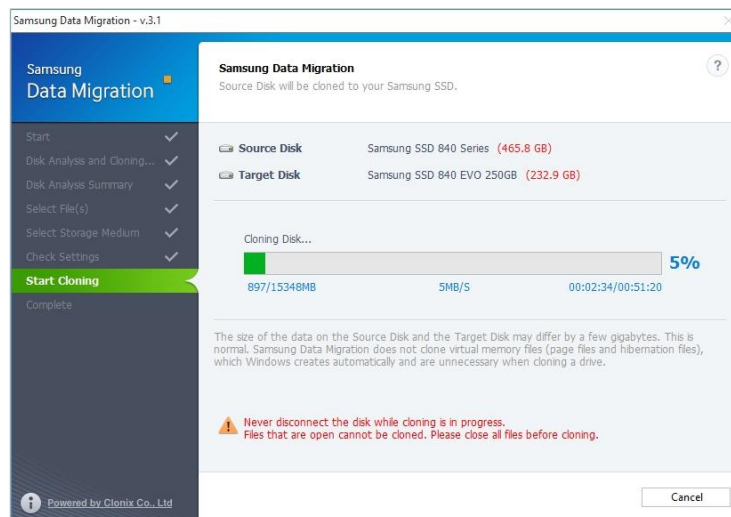 Samsung Data Migration - v.3.1
Samsung
Data Migration
Start
Disk Analysis and Cloning...
Disk Analysis Summary
Select File(s)
Select Storage Medium
Check Settings
Start Cloning
Complete
Powered by Clonix Co., Ltd
Samsung Data Migration
Source Disk will be cloned to your Samsung SSD.
?
Source Disk Samsung SSD 840 Series (465.8 GB)
Target Disk Samsung SSD 840 EVO 250GB (232.9 GB)
Cloning Disk...
5%
897/15348MB 5MB/S 00:02:34/00:51:20
The size of the data on the Source Disk and the Target Disk may differ by a few gigabytes. This is
normal. Samsung Data Migration does not clone virtual memory files (page files and hibernation files),
which Windows creates automatically and are unnecessary when cloning a drive.
Never disconnect the disk while cloning is in progress.
Files that are open cannot be cloned. Please close all files before cloning.
Cancel